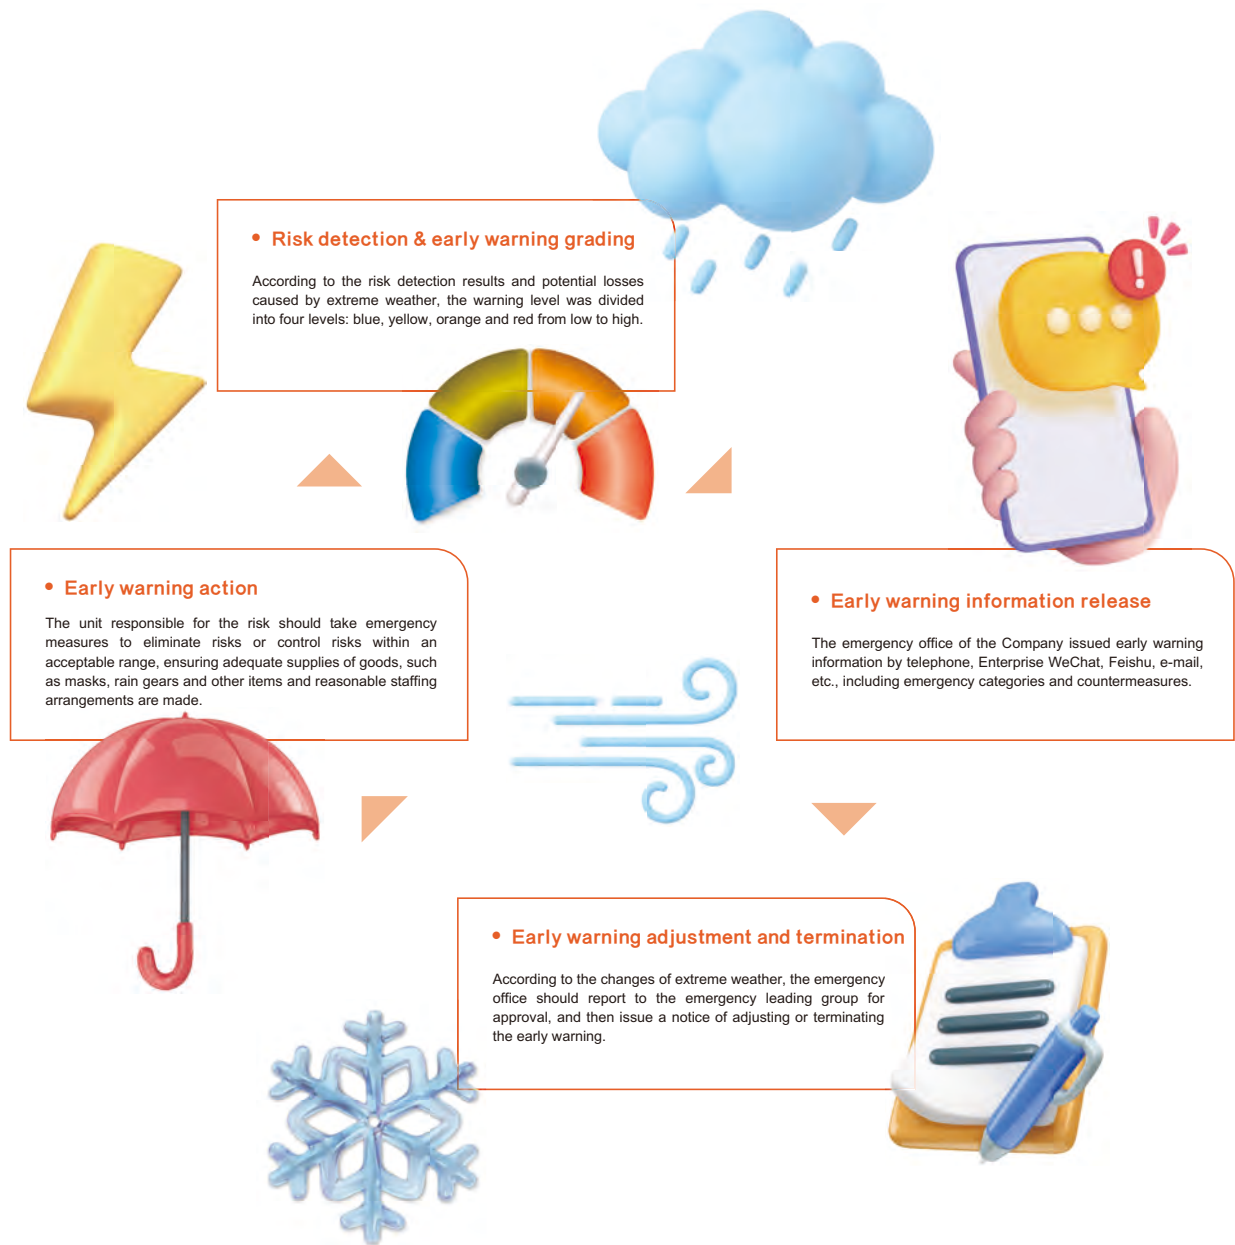 • Risk detection & early warning grading
According to the risk detection results and potential losses
caused by extreme weather, the warning level was divided
into four levels: blue, yellow, orange and red from low to high.
• Early warning action
The unit responsible for the risk should take emergency
measures to eliminate risks or control risks within an
acceptable range, ensuring adequate supplies of goods, such
as masks, rain gears and other items and reasonable staffing
arrangements are made.
• Early warning information release
The emergency office of the Company issued early warning
information by telephone, Enterprise WeChat, Feishu, e-mail,
etc., including emergency categories and countermeasures.
• Early warning adjustment and termination
According to the changes of extreme weather, the emergency
office should report to the emergency leading group for
approval, and then issue a notice of adjusting or terminating
the early warning.